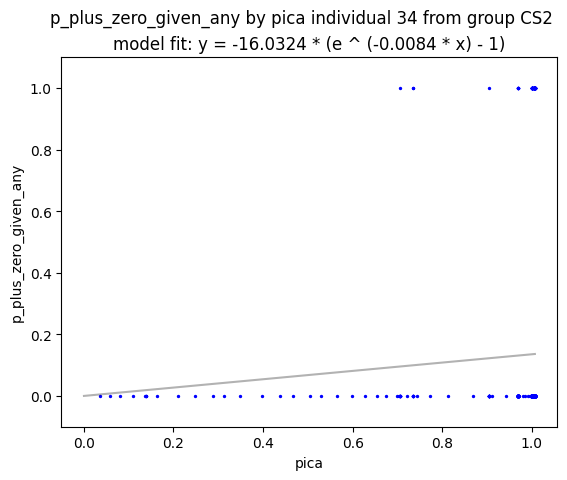 p_plus_zero_given_any by pica individual 34 from group CS2
model fit: y = -16.0324 * (e ^ (-0.0084 * x) - 1)
1.0
0.8
0.6
0.4
0.2
0.0
p_plus_zero_given_any
0.0 0.2 0.4 0.6 0.8 1.0
pica